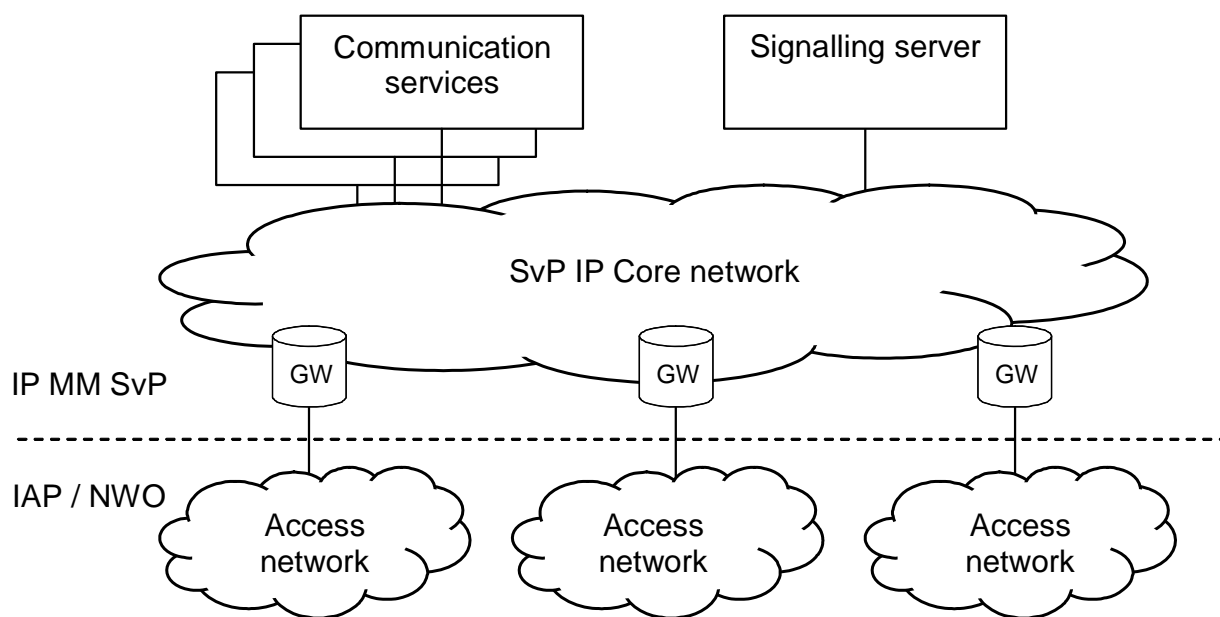 Communication
services
Signalling server
SvP IP Core network
GW
GW
GW
IP MM SvP
IAP / NWO
Access
network
Access
network
Access
network